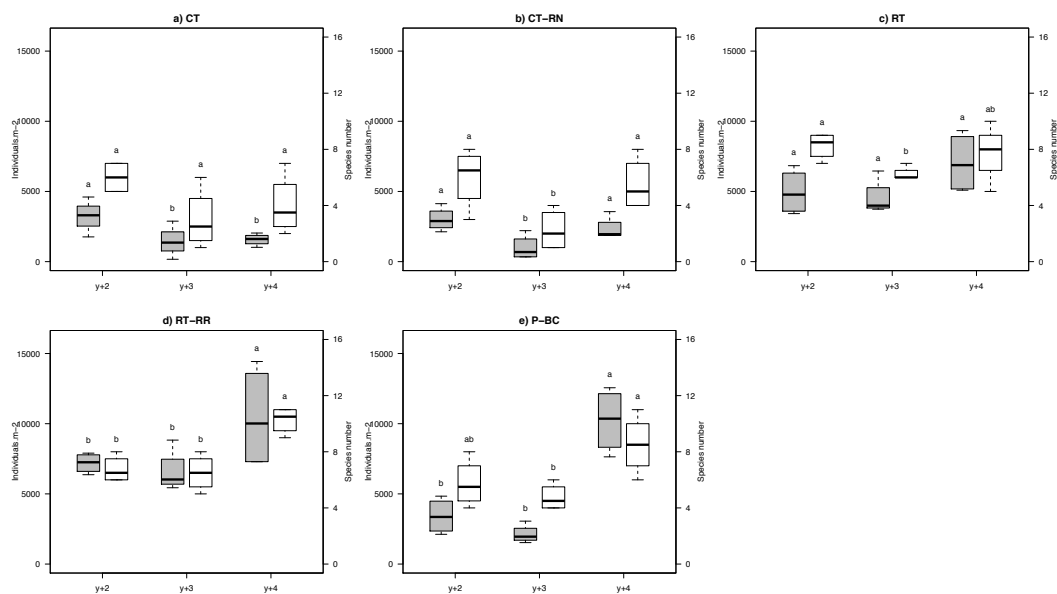 a) CT
b) CT−RN
c) RT
15000
10000
5000
0
Individuals.m−2
a
a
b
a
b
a
16
12
8
4
0
Species number
y+2
y+3
y+4
15000
10000
5000
0
Individuals.m−2
a
a
b
b
a
a
16
12
8
4
0
Species number
y+2
y+3
y+4
15000
10000
5000
0
Individuals.m−2
a
a
a
b
a
ab
16
12
8
4
0
Species number
y+2
y+3
y+4
d) RT−RR
e) P−BC
15000
10000
5000
0
Individuals.m−2
b
b
b
b
a
a
16
12
8
4
0
Species number
y+2
y+3
y+4
15000
10000
5000
0
Individuals.m−2
b
ab
b
b
a
a
16
12
8
4
0
Species number
y+2
y+3
y+4